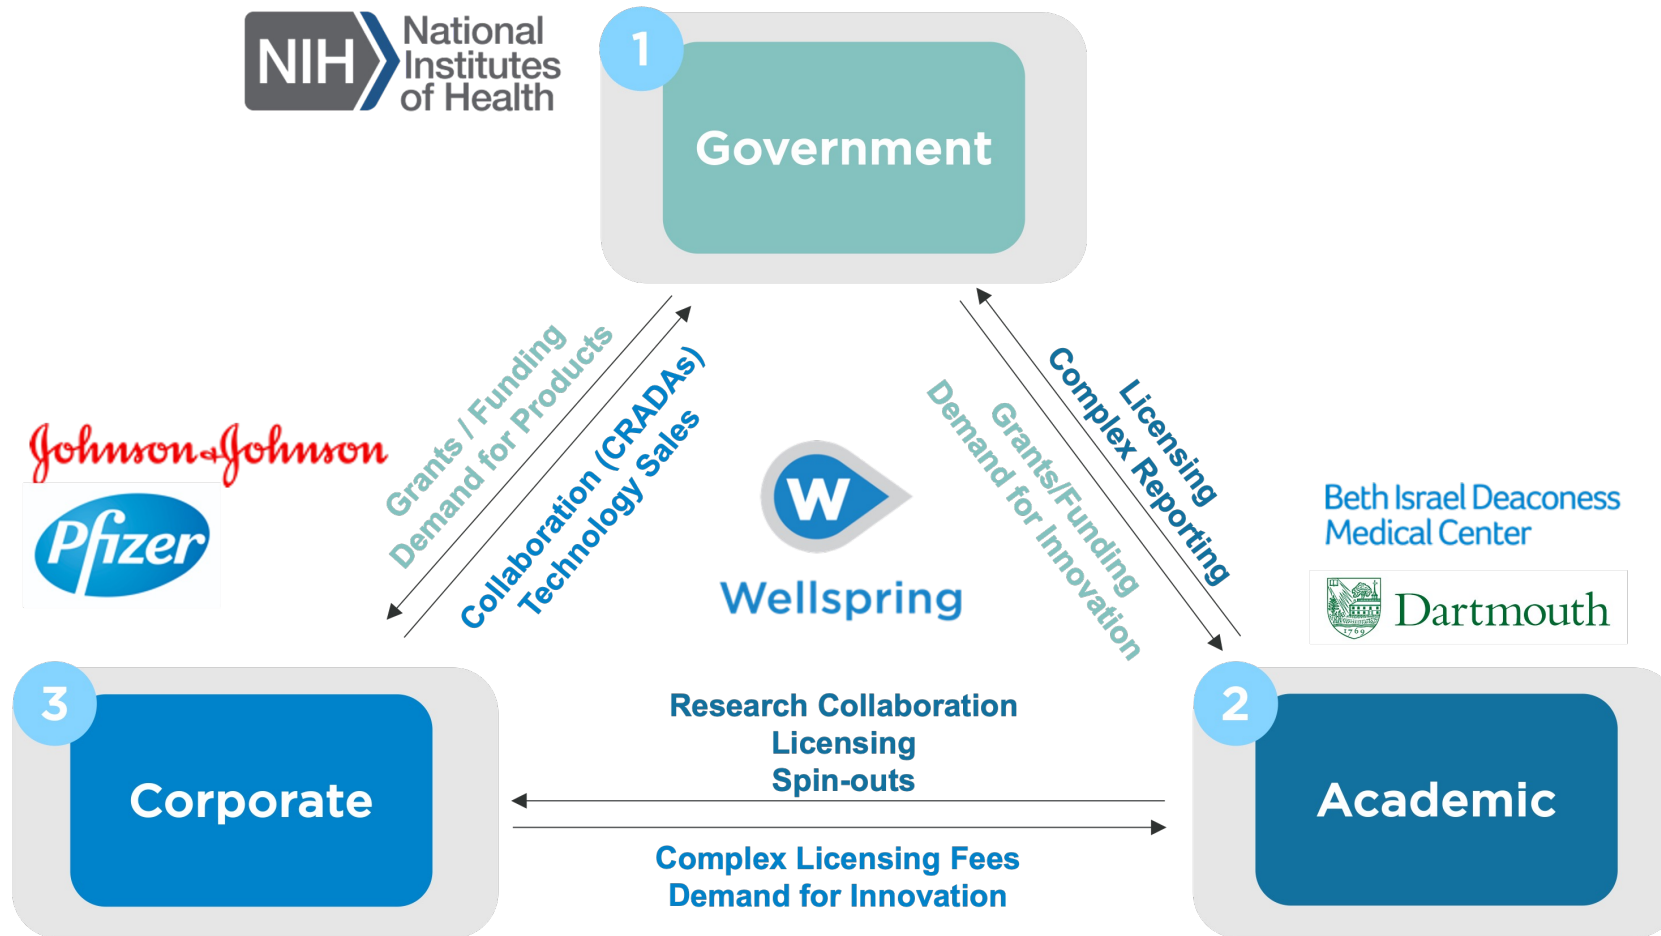 NIH
National
Institutes
of Health
1
Government
Grants / Funding
Demand for Products
Collaboration (CRADAs)
Technology Sales
Licensing
Complex Reporting
Grants/Funding
Demand for Innovation
Johnson&Johnson
Pfizer
W
Wellspring
Beth Israel Deaconess
Medical Center
1769
Dartmouth
3
Corporate
Research Collaboration
Licensing
Spin-outs
Complex Licensing Fees
Demand for Innovation
2
Academic